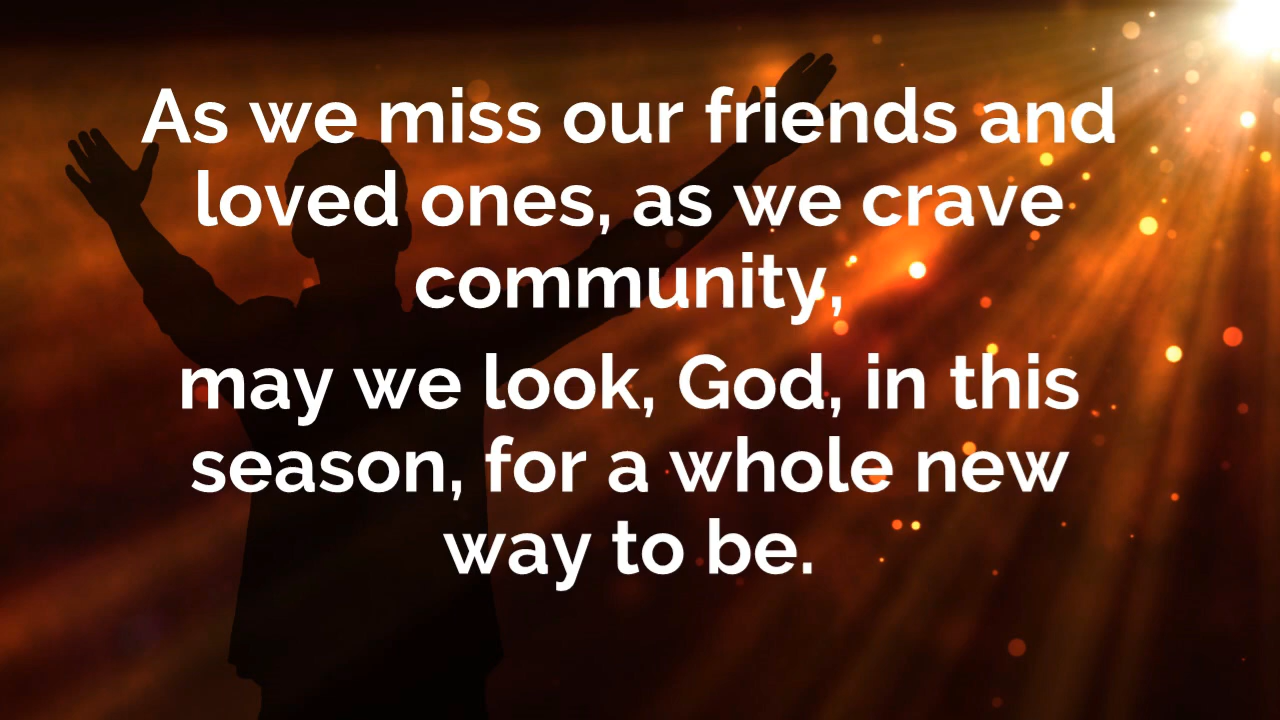 As we miss our friends and
loved ones, as we crave
community,
may we look, God, in this
season, for a whole new
way to be.